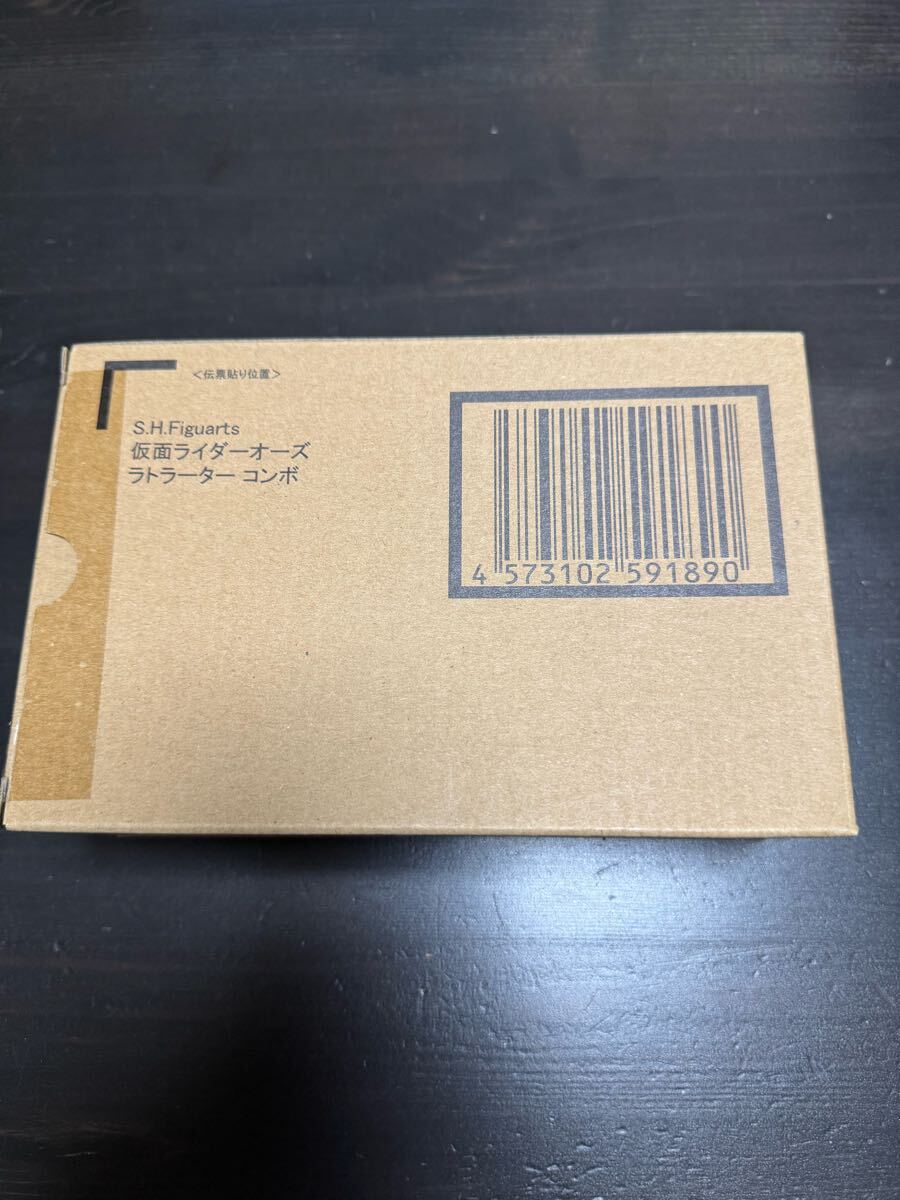 ＜伝票貼り位置＞
S.H.Figuarts
仮面ライダーオーズ
ラトラーター コンボ
4 573102 591890